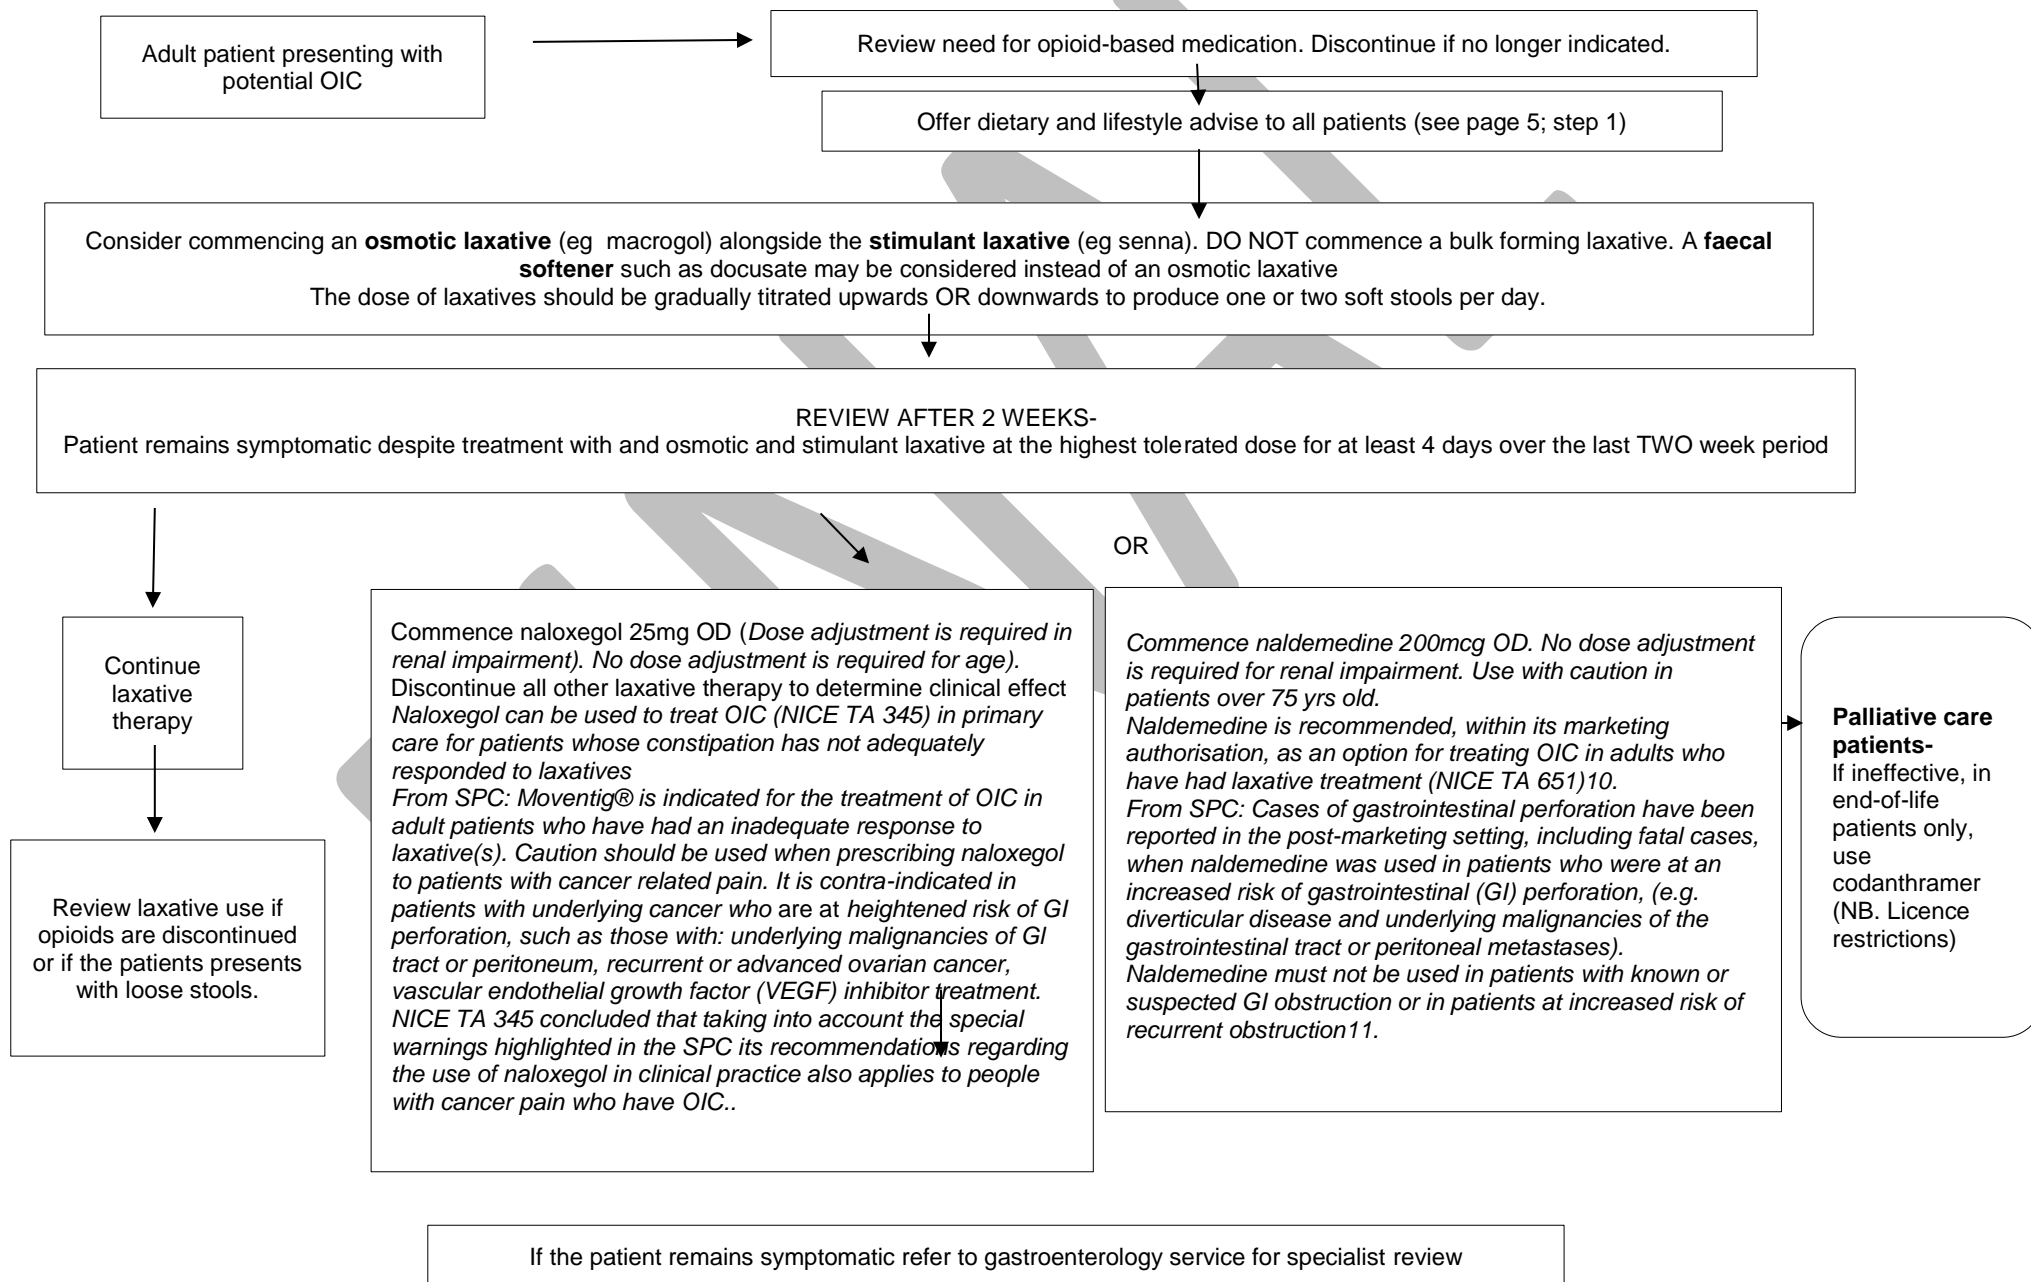 Adult patient presenting with
potential OIC
Review need for opioid-based medication. Discontinue if no longer indicated.
Offer dietary and lifestyle advise to all patients (see page 5; step 1)
Consider commencing an osmotic laxative (eg  macrogol) alongside the stimulant laxative (eg senna). DO NOT commence a bulk forming laxative. A faecal
softener such as docusate may be considered instead of an osmotic laxative
The dose of laxatives should be gradually titrated upwards OR downwards to produce one or two soft stools per day.
REVIEW AFTER 2 WEEKS-
Patient remains symptomatic despite treatment with and osmotic and stimulant laxative at the highest tolerated dose for at least 4 days over the last TWO week period
OR
Continue
laxative
therapy
Review laxative use if
opioids are discontinued
or if the patients presents
with loose stools.
Commence naloxegol 25mg OD (Dose adjustment is required in
renal impairment). No dose adjustment is required for age).
Discontinue all other laxative therapy to determine clinical effect
Naloxegol can be used to treat OIC (NICE TA 345) in primary
care for patients whose constipation has not adequately
responded to laxatives
From SPC: Moventig® is indicated for the treatment of OIC in
adult patients who have had an inadequate response to
laxative(s). Caution should be used when prescribing naloxegol
to patients with cancer related pain. It is contra-indicated in
patients with underlying cancer who are at heightened risk of GI
perforation, such as those with: underlying malignancies of GI
tract or peritoneum, recurrent or advanced ovarian cancer,
vascular endothelial growth factor (VEGF) inhibitor treatment.
NICE TA 345 concluded that taking into account the special
warnings highlighted in the SPC its recommendations regarding
the use of naloxegol in clinical practice also applies to people
with cancer pain who have OIC..
Commence naldemedine 200mcg OD. No dose adjustment
is required for renal impairment. Use with caution in
patients over 75 yrs old.
Naldemedine is recommended, within its marketing
authorisation, as an option for treating OIC in adults who
have had laxative treatment (NICE TA 651)10.
From SPC: Cases of gastrointestinal perforation have been
reported in the post-marketing setting, including fatal cases,
when naldemedine was used in patients who were at an
increased risk of gastrointestinal (GI) perforation, (e.g.
diverticular disease and underlying malignancies of the
gastrointestinal tract or peritoneal metastases).
Naldemedine must not be used in patients with known or
suspected GI obstruction or in patients at increased risk of
recurrent obstruction11.
Palliative care
patients-
If ineffective, in
end-of-life
patients only,
use
codanthramer
(NB. Licence
restrictions)
If the patient remains symptomatic refer to gastroenterology service for specialist review